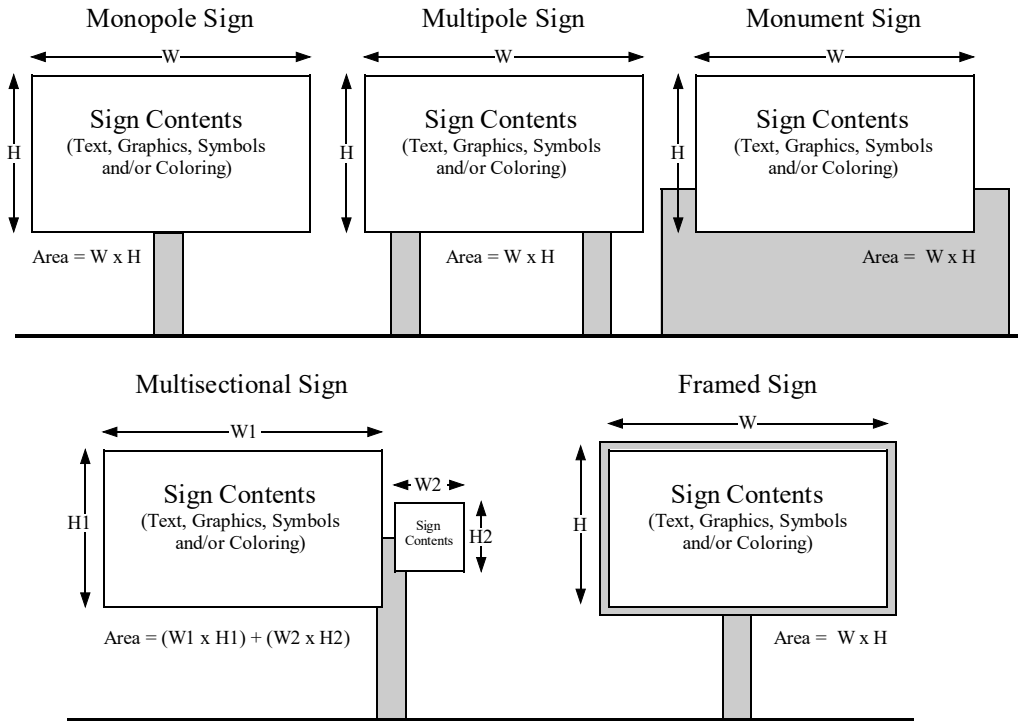 Monopole Sign
W
H
Sign Contents
(Text, Graphics, Symbols
and/or Coloring)
Area = W x H
Multipole Sign
W
H
Sign Contents
(Text, Graphics, Symbols
and/or Coloring)
Area = W x H
Monument Sign
W
H
Sign Contents
(Text, Graphics, Symbols
and/or Coloring)
Area = W x H
Multisectional Sign
W1
H1
Sign Contents
(Text, Graphics, Symbols
and/or Coloring)
W2
Sign
Contents
H2
Area = (W1 x H1) + (W2 x H2)
Framed Sign
W
H
Sign Contents
(Text, Graphics, Symbols
and/or Coloring)
Area = W x H